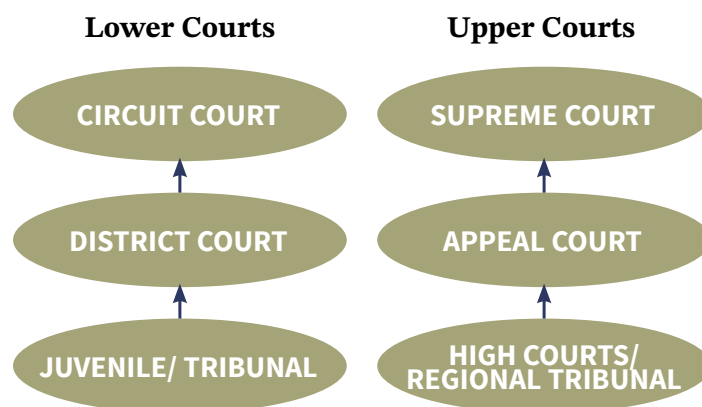 Lower Courts
CIRCUIT COURT
DISTRICT COURT
JUVENILE/ TRIBUNAL
Upper Courts
SUPREME COURT
APPEAL COURT
HIGH COURTS/
REGIONAL TRIBUNAL